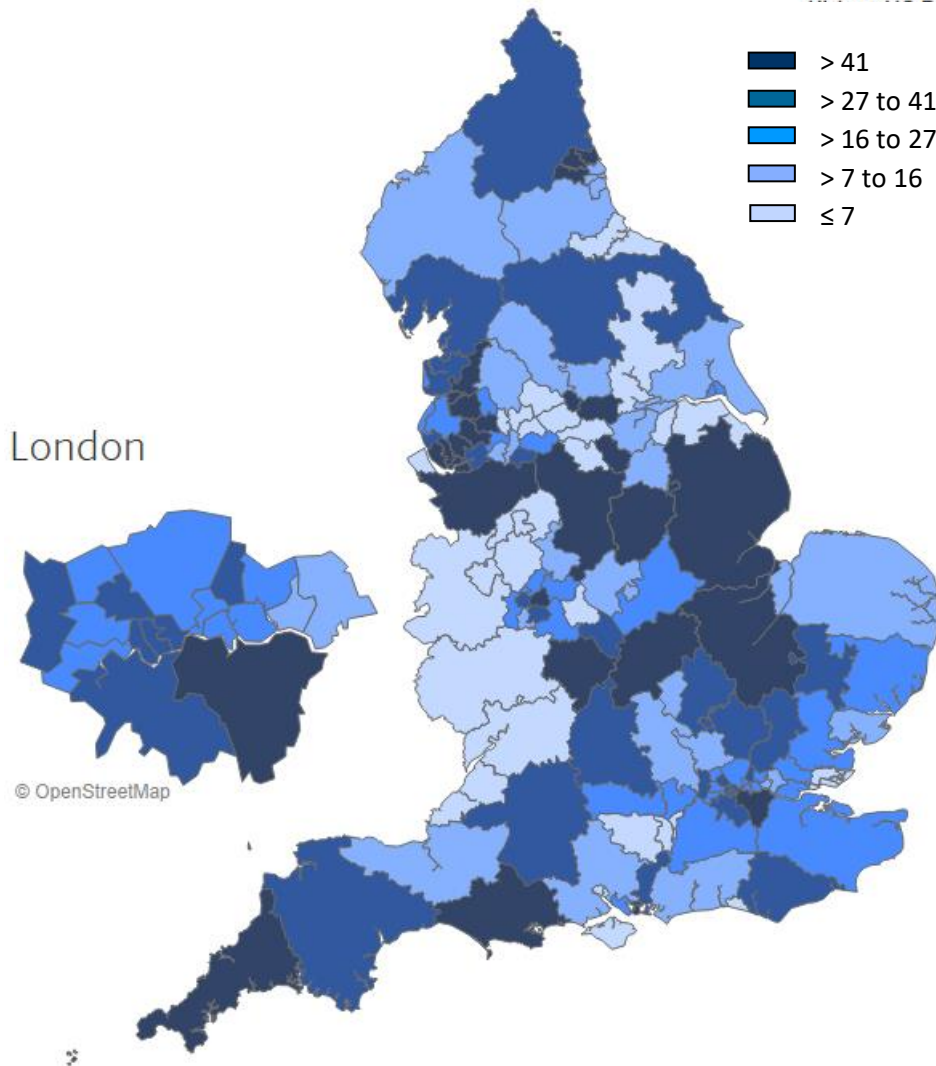 > 41
> 27 to 41
> 16 to 27
> 7 to 16
≤ 7
London
© OpenStreetMap